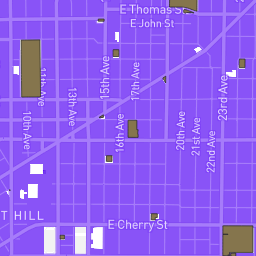 E Thomas St
E John St
15th Ave
17th Ave
11th Ave
10th Ave
13th Ave
16th Ave
20th Ave
21st Ave
22nd Ave
23rd Ave
T HILL
E Cherry St